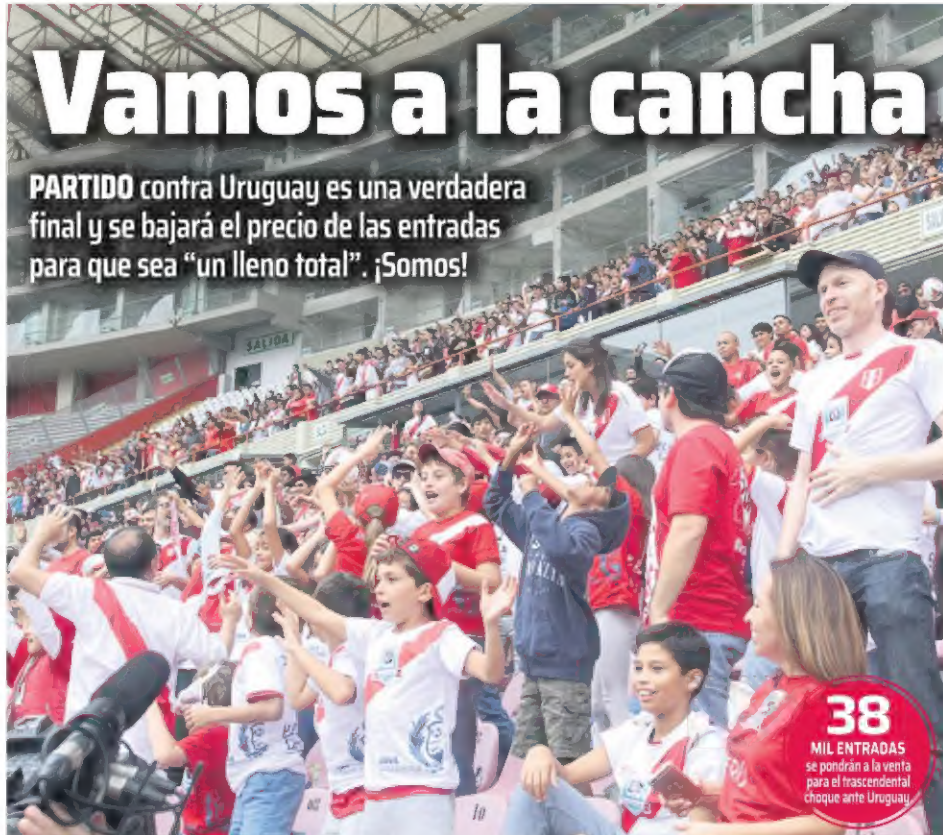 Vamos a la cancha
PARTIDO contra Uruguay es una verdadera
final y se bajará el precio de las entradas
para que sea “un lleno total”. ¡Somos!
SALIDA
38
MIL ENTRADAS
se pondrán a la venta
para el trascendental
choque ante Uruguay